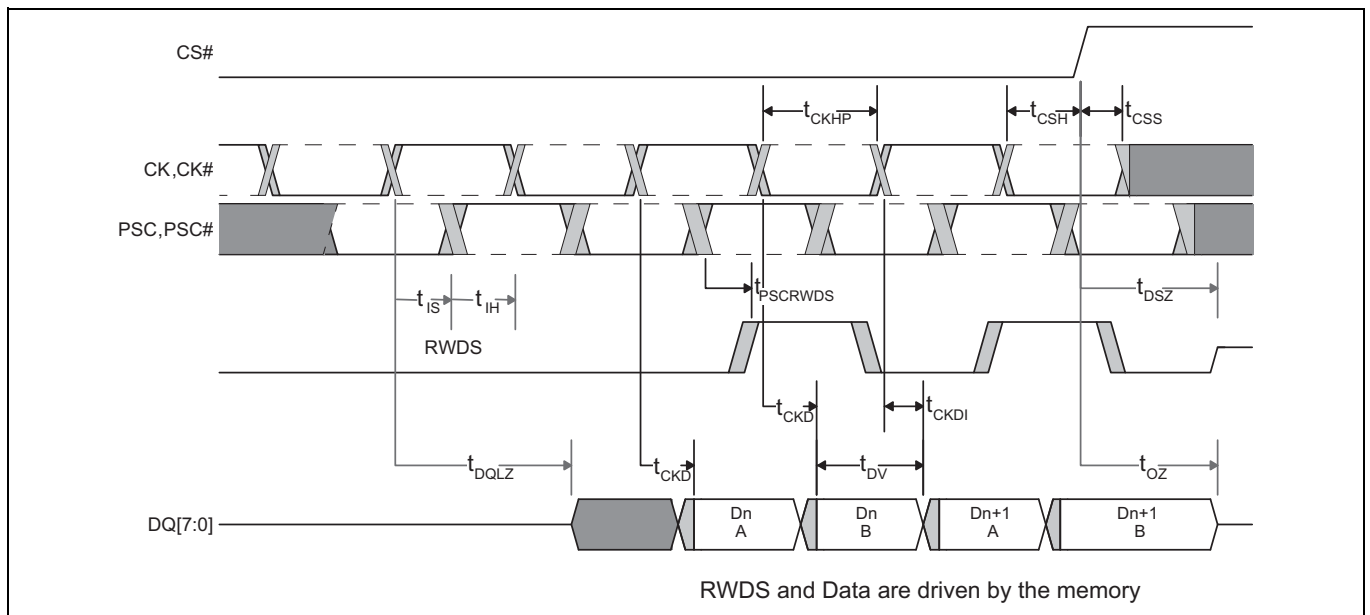 CS#
tCKHP
tCSH
tCSS
CK,CK#
PSC,PSC#
tIS
tIH
tPSCRWDS
tDSZ
RWDS
tCKD
tCKDI
tDQLZ
tCKD
tDV
tOZ
DQ[7:0]
Dn
A
Dn
B
Dn+1
A
Dn+1
B
RWDS and Data are driven by the memory